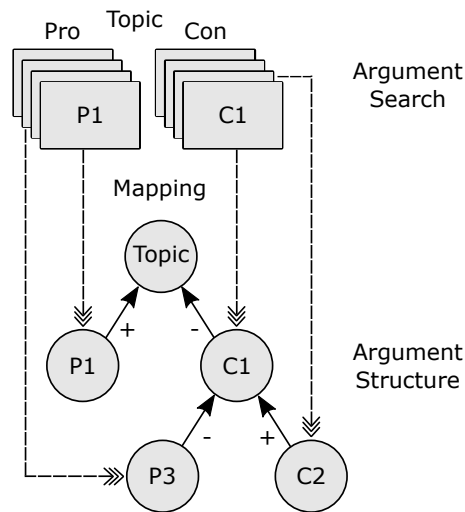 Topic
Pro Con
Argument
Search
P1 C1
Mapping
Topic
+ -
P1 C1
Argument
Structure
- +
P3 C2